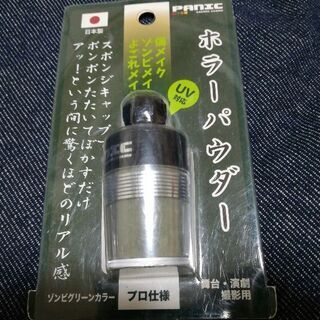 日本製
PANIC
ホラーパウダー
傷メイク
ゾンビメイ
よごれメイ
UV
対応
スポンジキャップで
ポンポンたたいてぼかすだけ
アッ！という間に驚くほどのリアル感
PANIC
舞台・演劇
撮影用
プロ仕様
ゾンビグリーンカラー